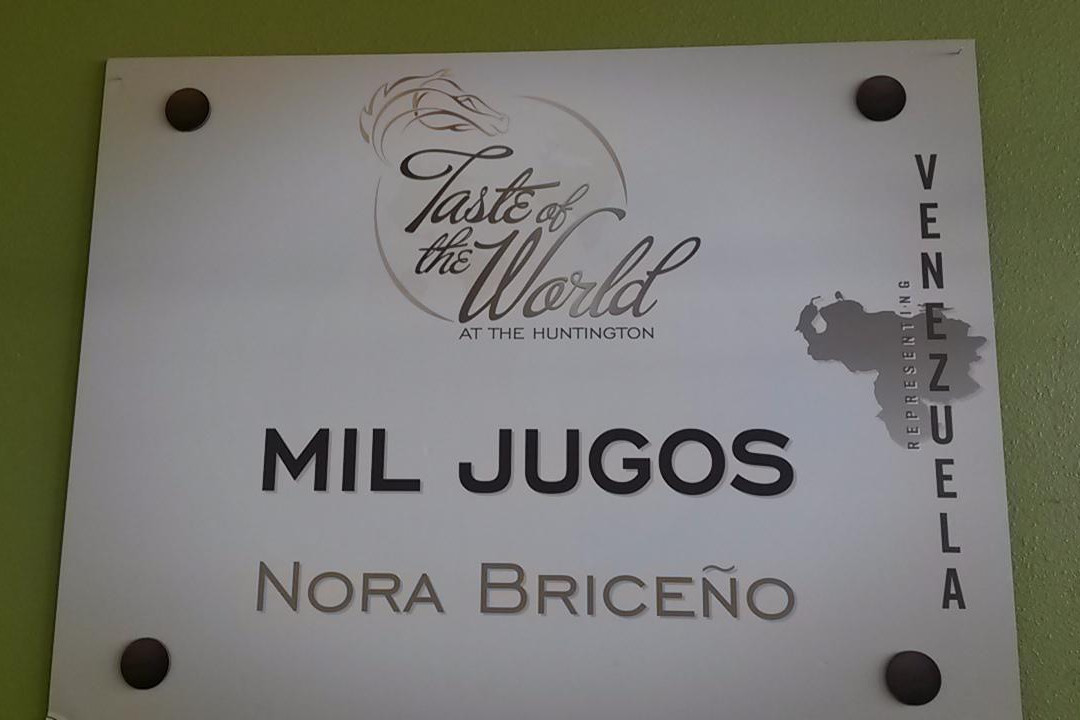 Taste of
the World
AT THE HUNTINGTON
MIL JUGOS
NORA BRICEÑO
REPRESENTING
VENEZUELA